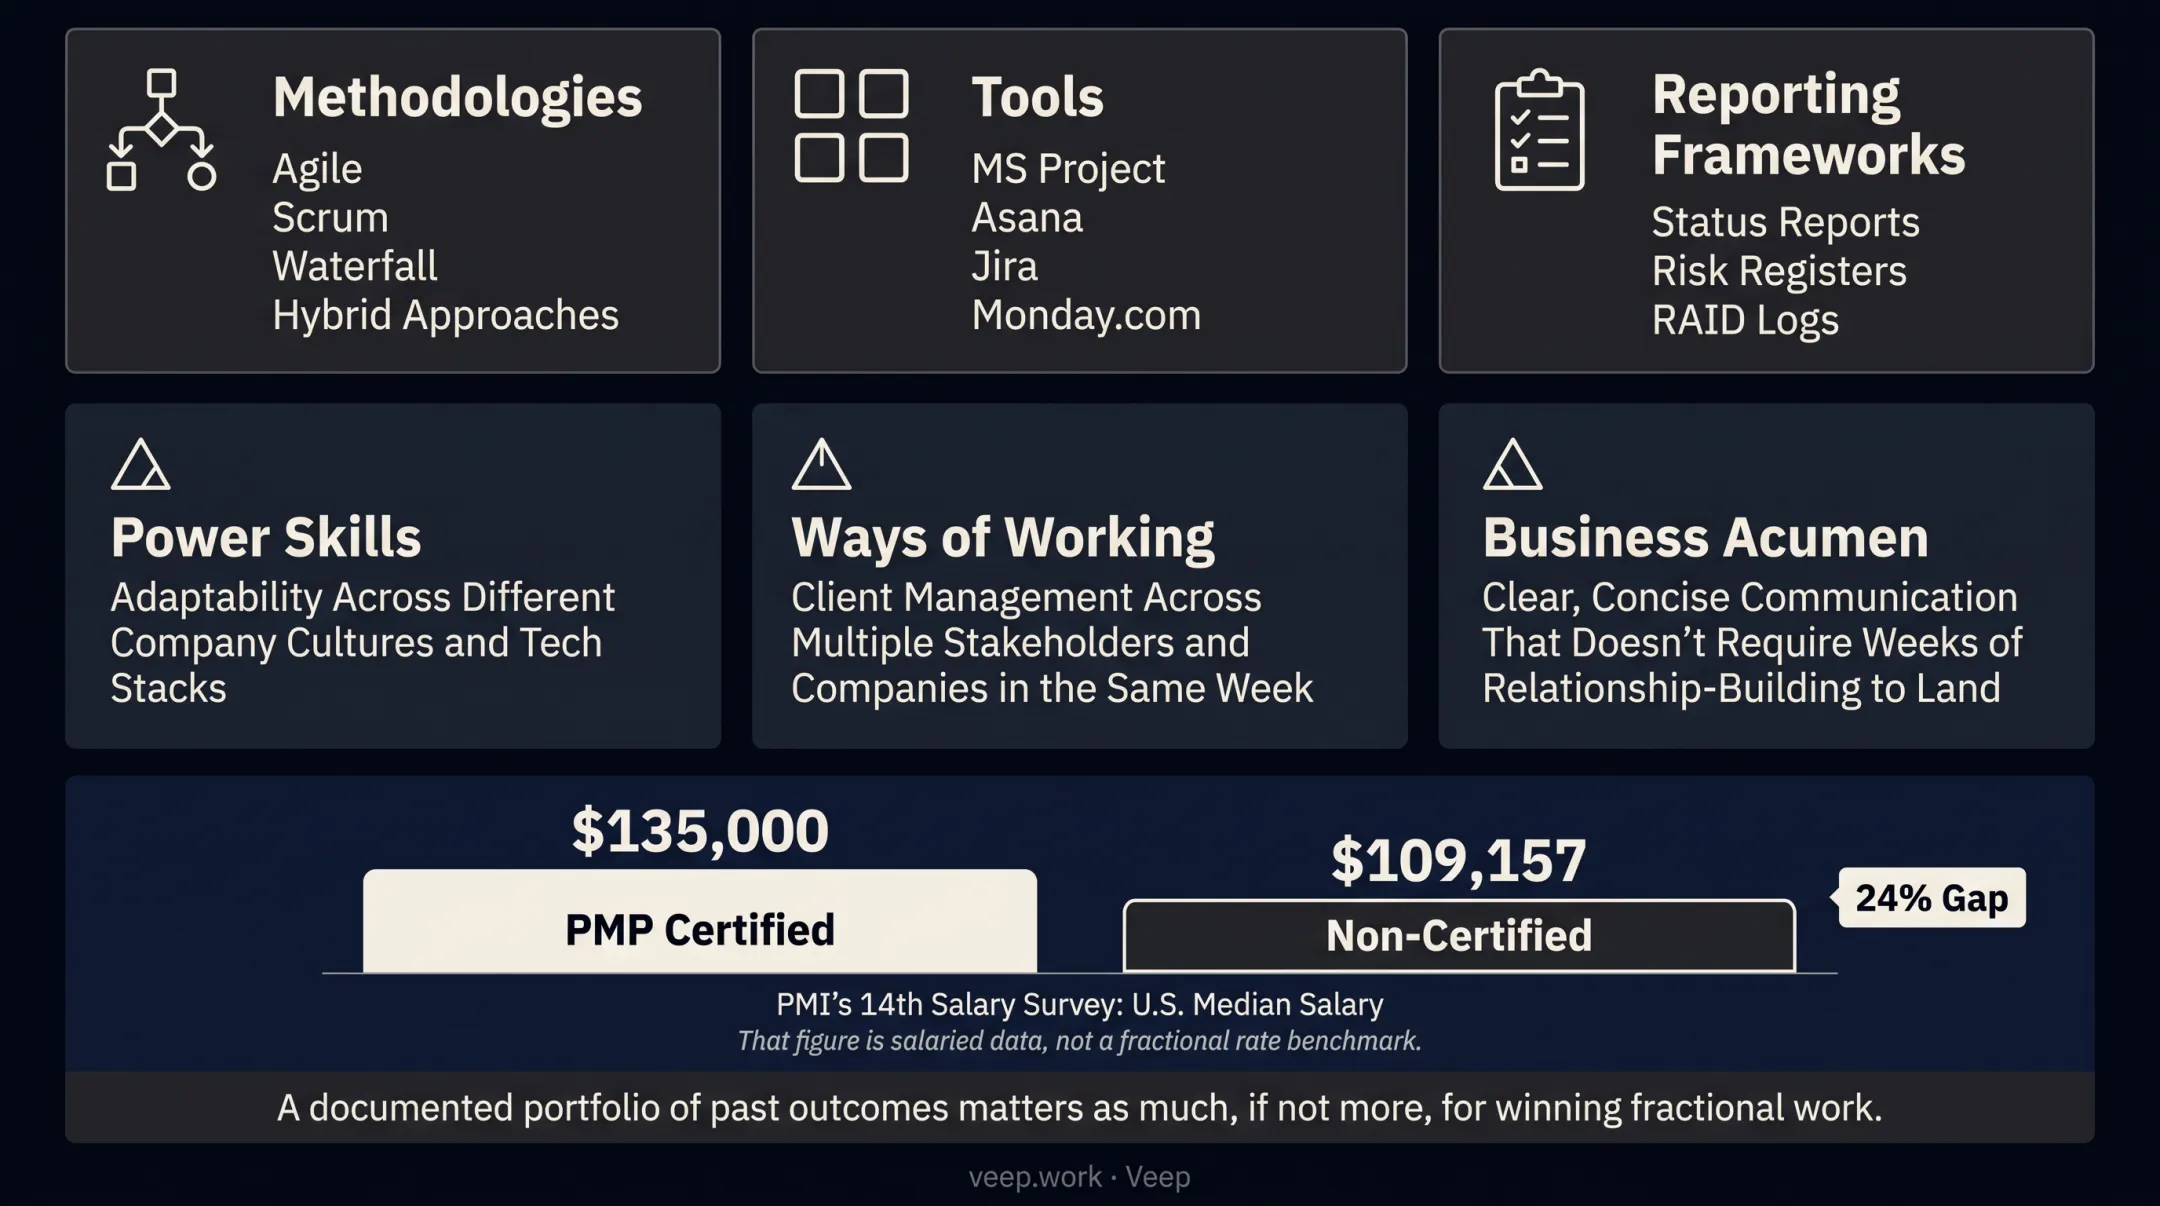 Methodologies
Agile
Scrum
Waterfall
Hybrid Approaches
Tools
MS Project
Asana
Jira
Monday.com
Reporting
Frameworks
Status Reports
Risk Registers
RAID Logs
Power Skills
Adaptability Across Different
Company Cultures and Tech
Stacks
Ways of Working
Client Management Across
Multiple Stakeholders and
Companies in the Same Week
Business Acumen
Clear, Concise Communication
That Doesn’t Require Weeks of
Relationship-Building to Land
$135,000
PMP Certified
$109,157
Non-Certified
24% Gap
PMI’s 14th Salary Survey: U.S. Median Salary
That figure is salaried data, not a fractional rate benchmark.
A documented portfolio of past outcomes matters as much, if not more, for winning fractional work.
veep.work · Veep